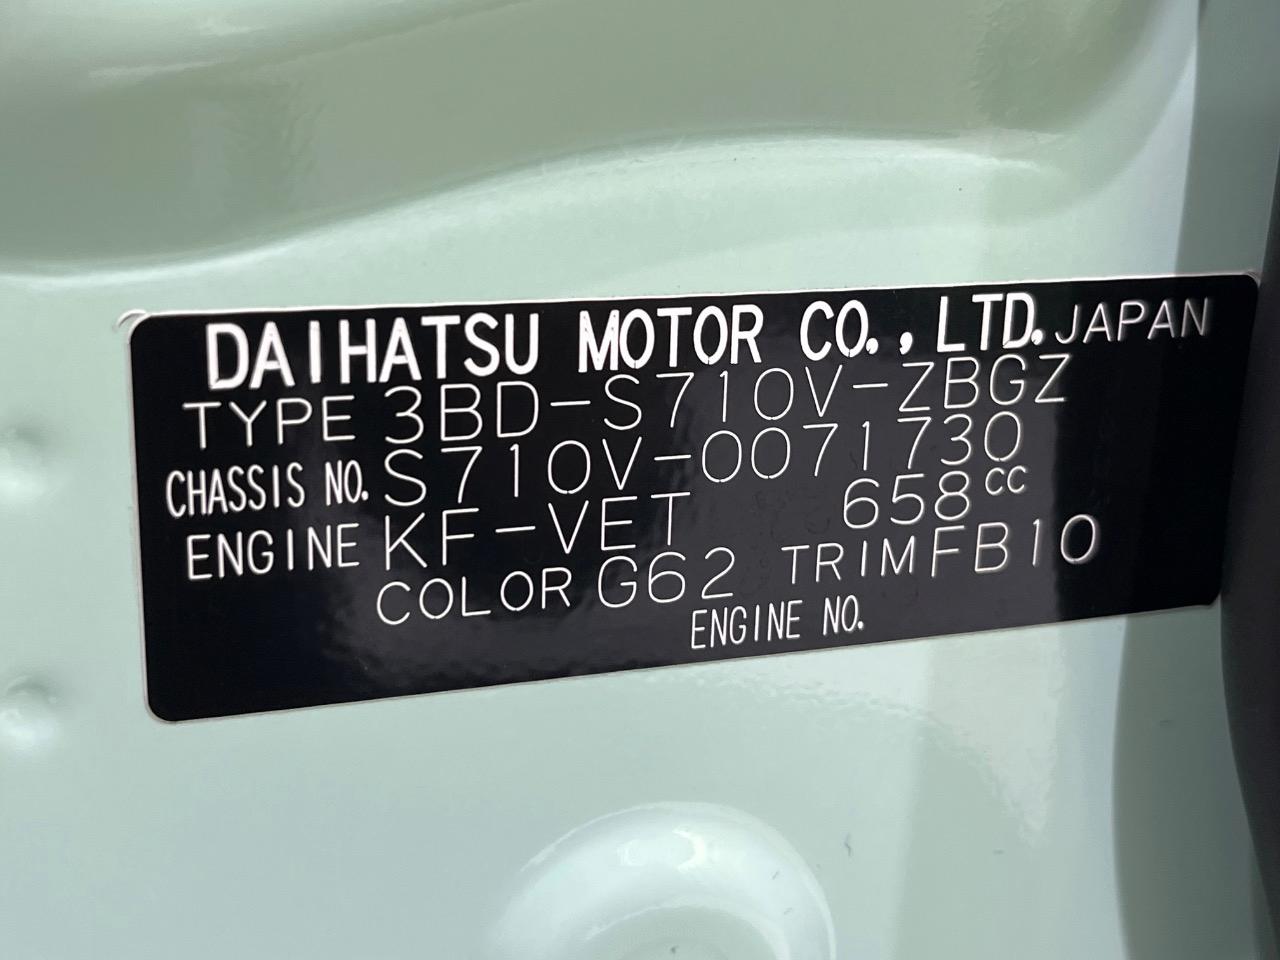 DAIHATSU MOTOR CO., LTD. JAPAN
TYPE 3BD-S710V-ZBGZ
CHASSIS NO. S710V-0071730
ENGINE KF-VET 658CC
COLOR G62 TRIM FB10
ENGINE NO.